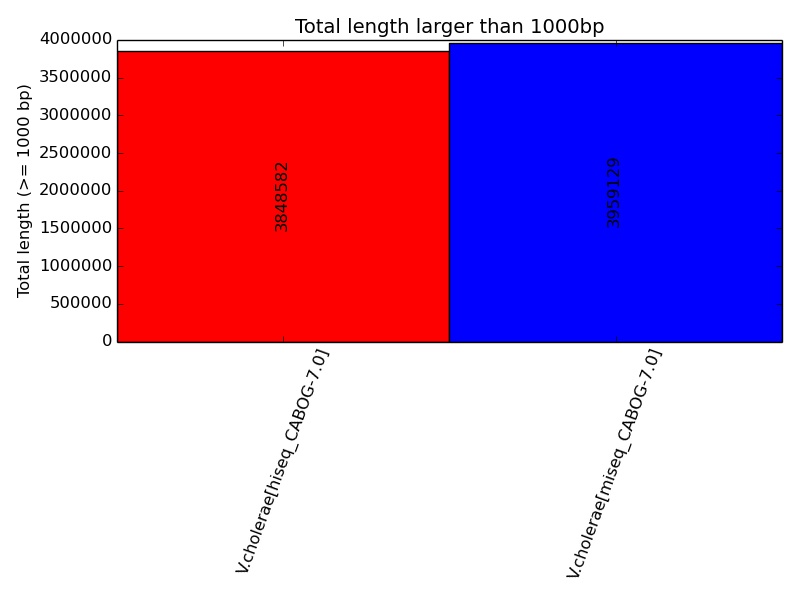 Total length larger than 1000bp
Total length (>= 1000 bp)
4000000
3500000
3000000
2500000
2000000
1500000
1000000
500000
0
3848582
3959129
V.cholerae[hiseq_CABOG-7.0]
V.cholerae[miseq_CABOG-7.0]